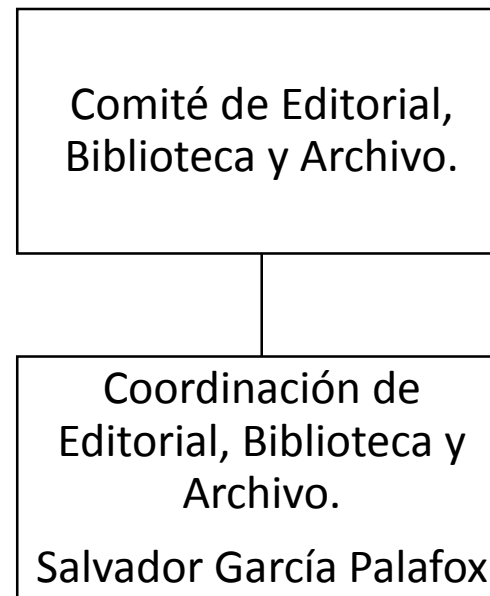 Comité de Editorial,
Biblioteca y Archivo.
Coordinación de
Editorial, Biblioteca y
Archivo.
Salvador García Palafox